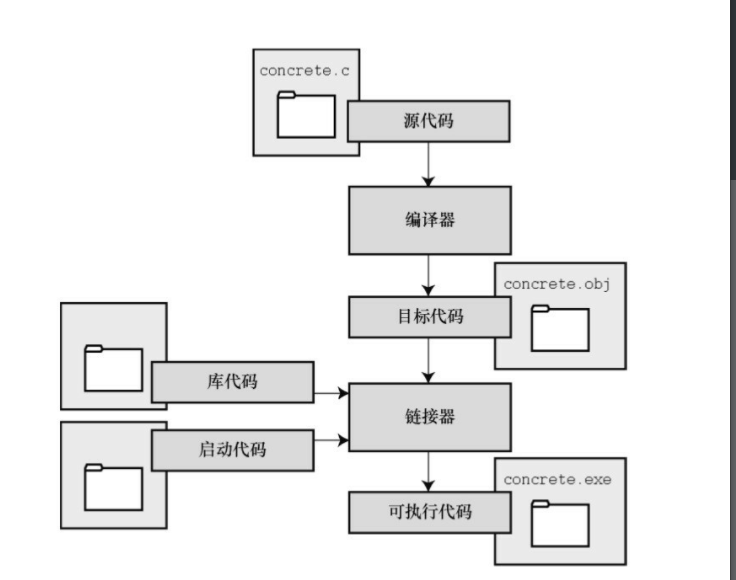 concrete.c
源代码
编译器
concrete.obj
目标代码
库代码
链接器
启动代码
concrete.exe
可执行代码